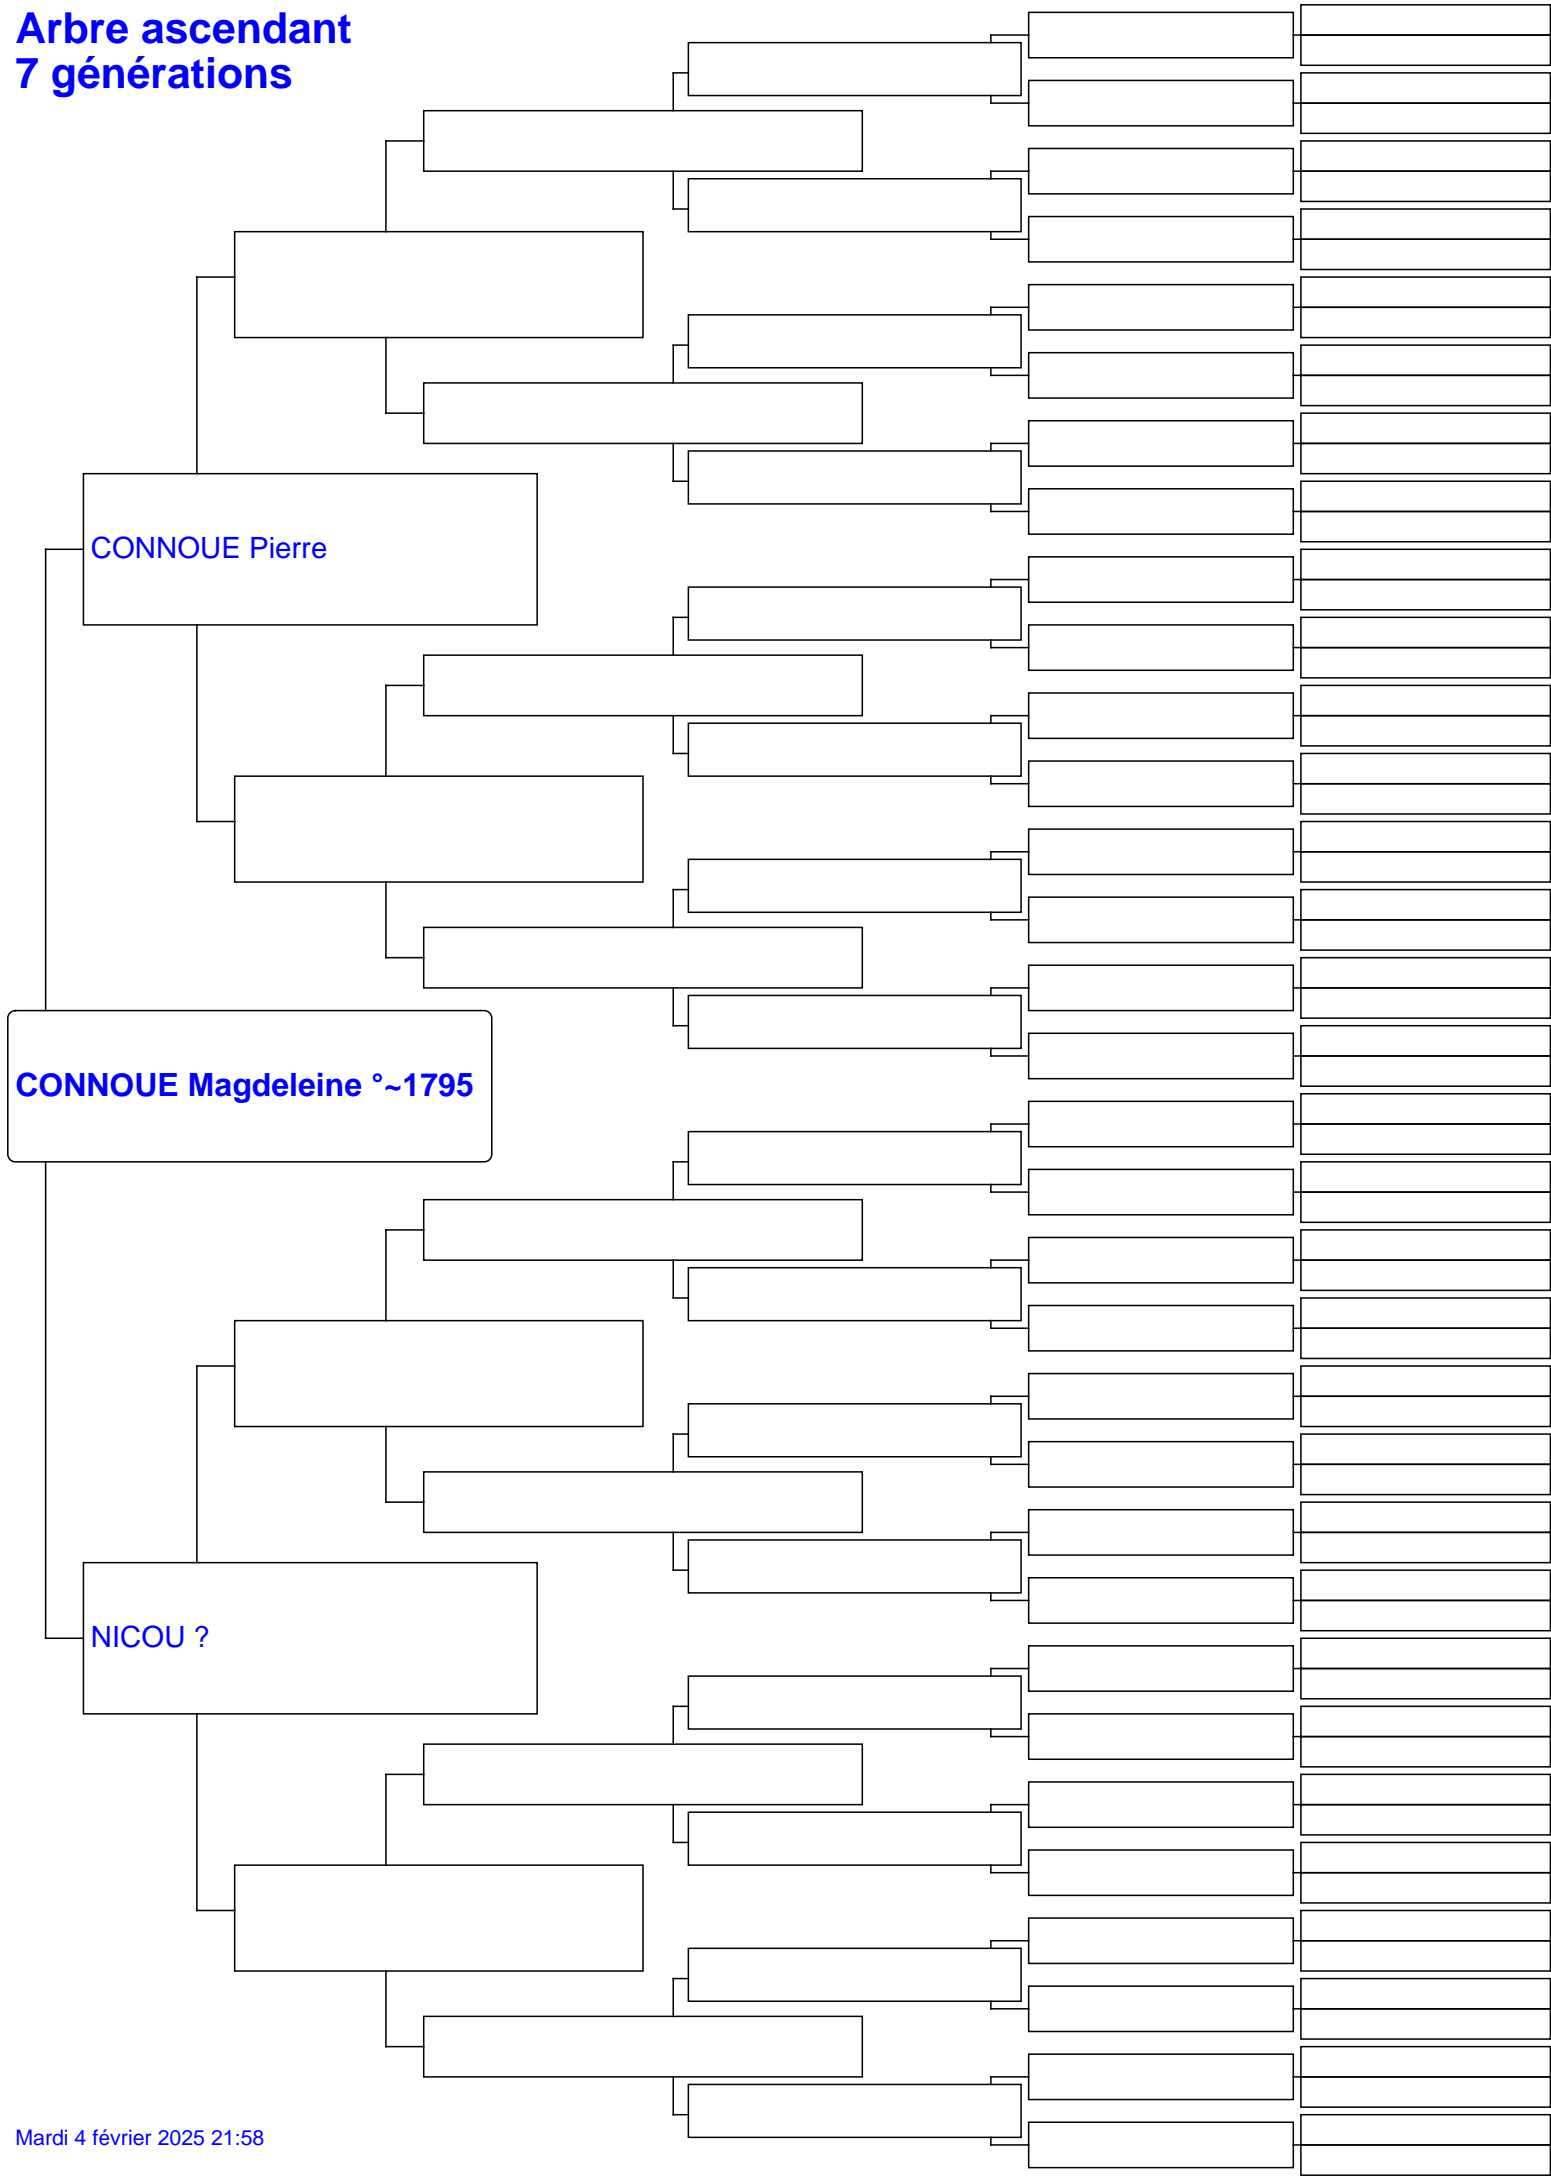 Arbre ascendant
7 générations
CONNOUE Pierre
CONNOUE Magdeleine °~1795
NICOU ?
Mardi 4 février 2025 21:58